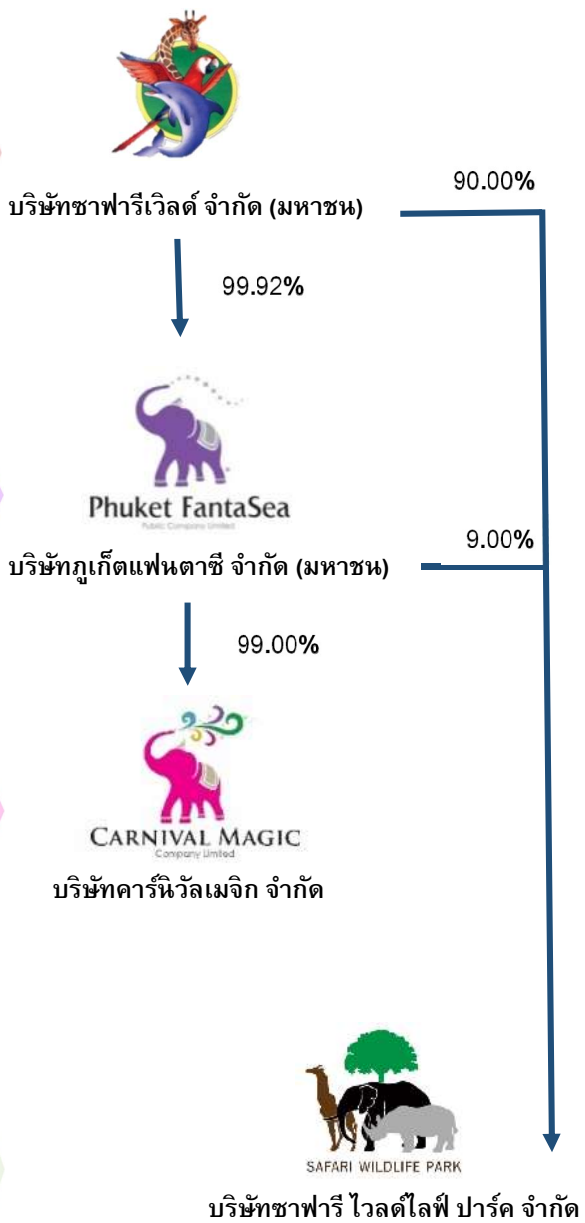 90.00%
บริษัทซาฟารีเวิลด์ จำกัด (มหาชน)
99.92%
Phuket FantaSea
Public Company Limited
9.00%
บริษัทภูเก็ตแฟนตาซี จำกัด (มหาชน)
99.00%
CARNIVAL MAGIC
Company Limited
บริษัทคาร์นิวัลเมจิก จำกัด
SAFARI WILDLIFE PARK
บริษัทซาฟารี ไวลด์ไลฟ์ ปาร์ค จำกัด